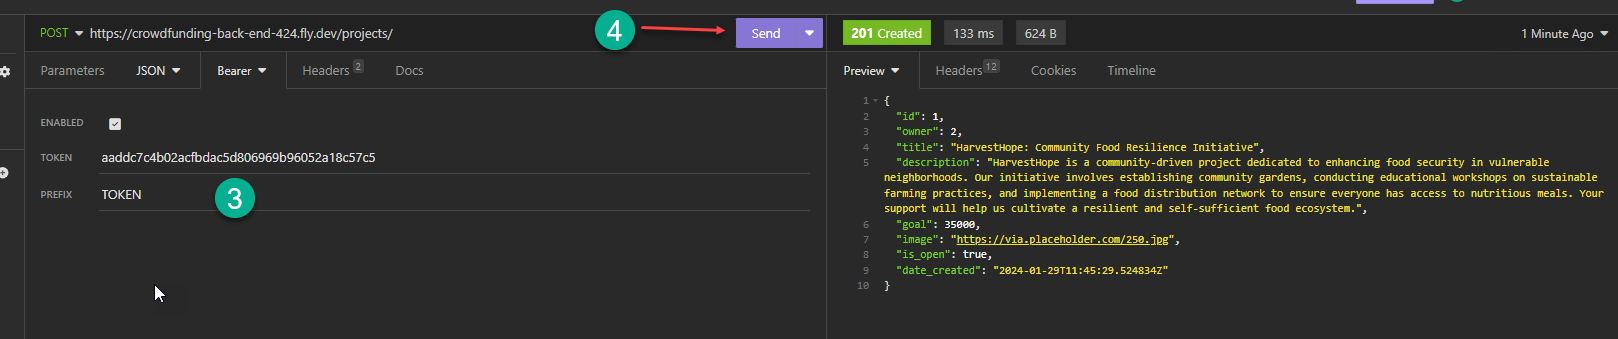 POST https://crowdfunding-back-end-424.fly.dev/projects/
4
Send
201 Created 133 ms 624 B
1 Minute Ago
Parameters JSON Bearer Headers 2 Docs
Preview Headers 12 Cookies Timeline
ENABLED
TOKEN aaddc7c4b02acfbdac5d806969b96052a18c57c5
PREFIX TOKEN
3
1 {
2 "id": 1,
3 "owner": 2,
4 "title": "HarvestHope: Community Food Resilience Initiative",
5 "description": "HarvestHope is a community-driven project dedicated to enhancing food security in vulnerable
neighborhoods. Our initiative involves establishing community gardens, conducting educational workshops on sustainable
farming practices, and implementing a food distribution network to ensure everyone has access to nutritious meals. Your
support will help us cultivate a resilient and self-sufficient food ecosystem.",
6 "goal": 35000,
7 "image": "https://via.placeholder.com/250.jpg",
8 "is_open": true,
9 "date_created": "2024-01-29T11:45:29.524834Z"
10 }